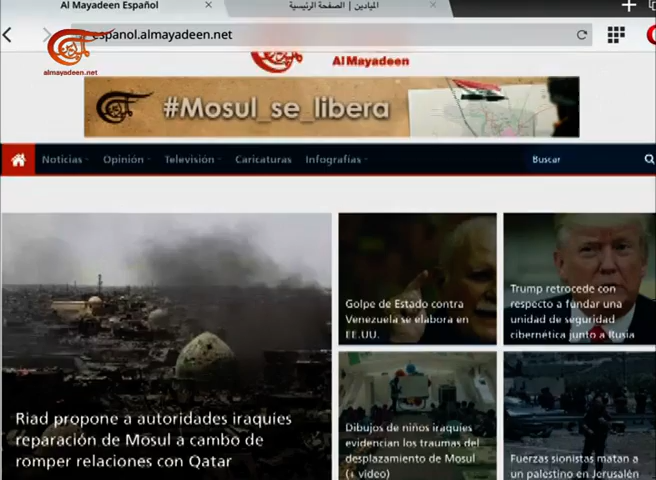 Al Mayadeen Español
الميادين | الصفحة الرئيسية
espanol.almayadeen.net
almayadeen.net
Al Mayadeen
#Mosul_se_libera
Noticias
Opinión
Televisión
Caricaturas
Infografías
Buscar
Riad propone a autoridades iraquíes
reparación de Mosul a cambo de
romper relaciones con Qatar
Golpe de Estado contra
Venezuela se elabora en
EE.UU.
Trump retrocede con
respecto a fundar una
unidad de seguridad
cibernética junto a Rusia
Dibujos de niños iraquíes
evidencian los traumas del
desplazamiento de Mosul
(+ video)
Fuerzas sionistas matan a
un palestino en Jerusalén